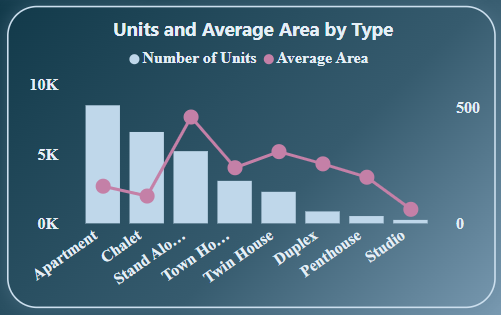 Units and Average Area by Type
Number of Units Average Area
10K
5K
0K
500
0
Apartment
Chalet
Stand Alo...
Town Ho...
Twin House
Duplex
Penthouse
Studio